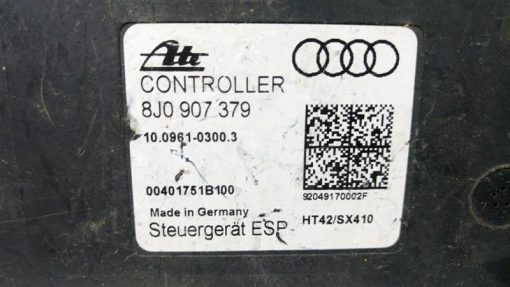 Ate
CONTROLLER
8J0 907 379
10.0961-0300.3
00401751B100
92049170002F
Made in Germany
HT42/SX410
Steuergerät ESP